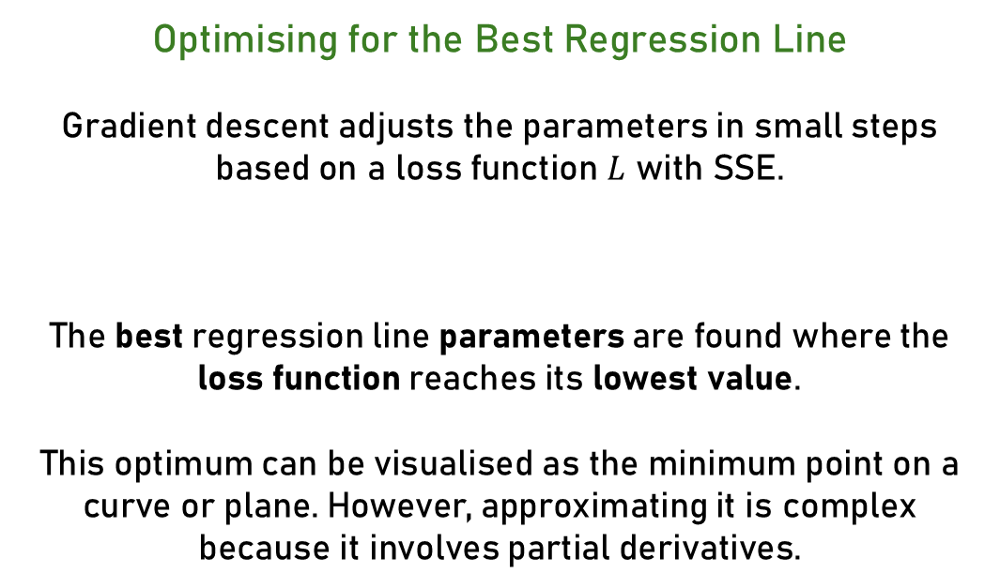 Optimising for the Best Regression Line
Gradient descent adjusts the parameters in small steps
based on a loss function L with SSE.
The best regression line parameters are found where the
loss function reaches its lowest value.
This optimum can be visualised as the minimum point on a
curve or plane. However, approximating it is complex
because it involves partial derivatives.